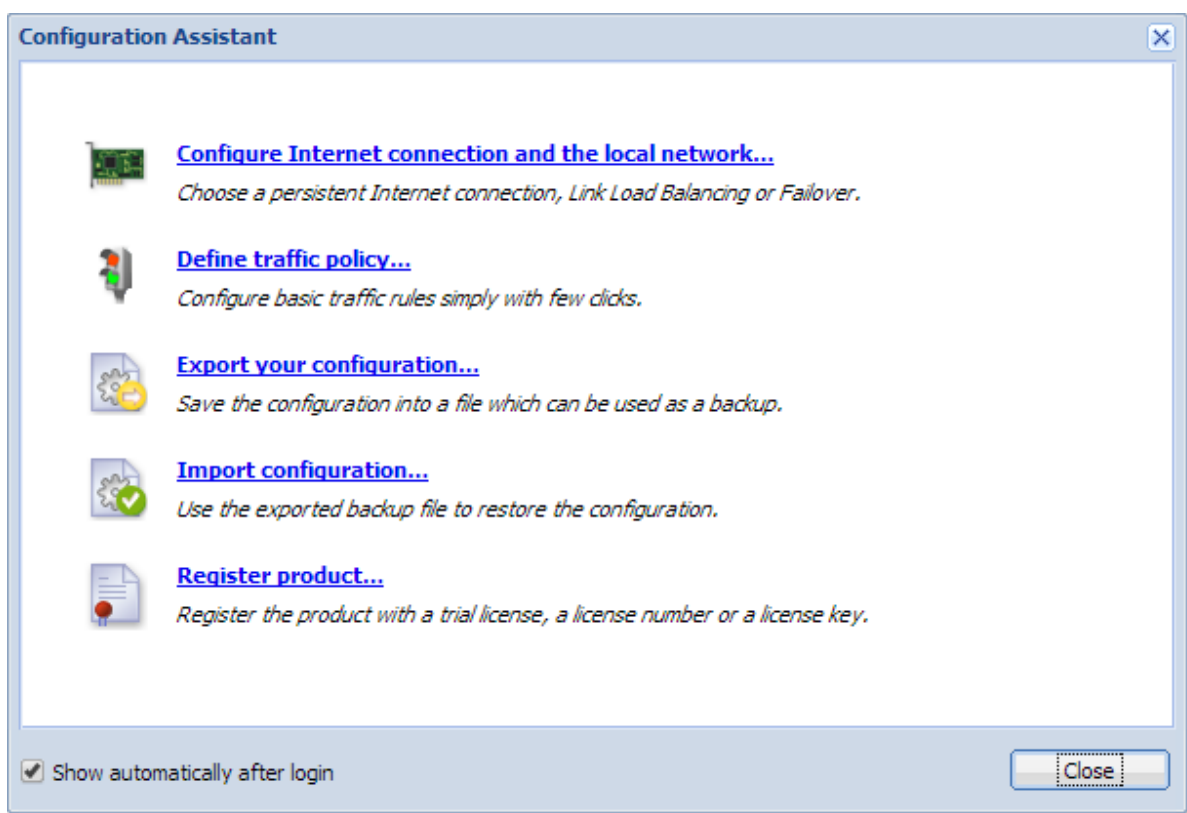 Configuration Assistant
Configure Internet connection and the local network...
Choose a persistent Internet connection, Link Load Balancing or Failover.
Define traffic policy...
Configure basic traffic rules simply with few clicks.
Export your configuration...
Save the configuration into a file which can be used as a backup.
Import configuration...
Use the exported backup file to restore the configuration.
Register product...
Register the product with a trial license, a license number or a license key.
Show automatically after login
Close